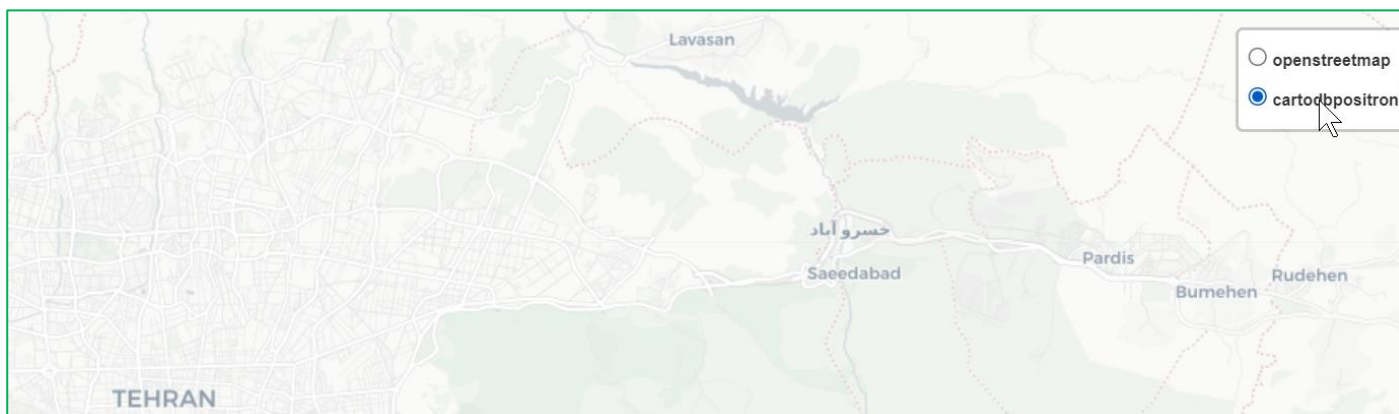 Lavasan
openstreetmap
cartodbpositron
خسرو آباد
Saeedabad
Pardis
Rudehen
Bumehen
TEHRAN